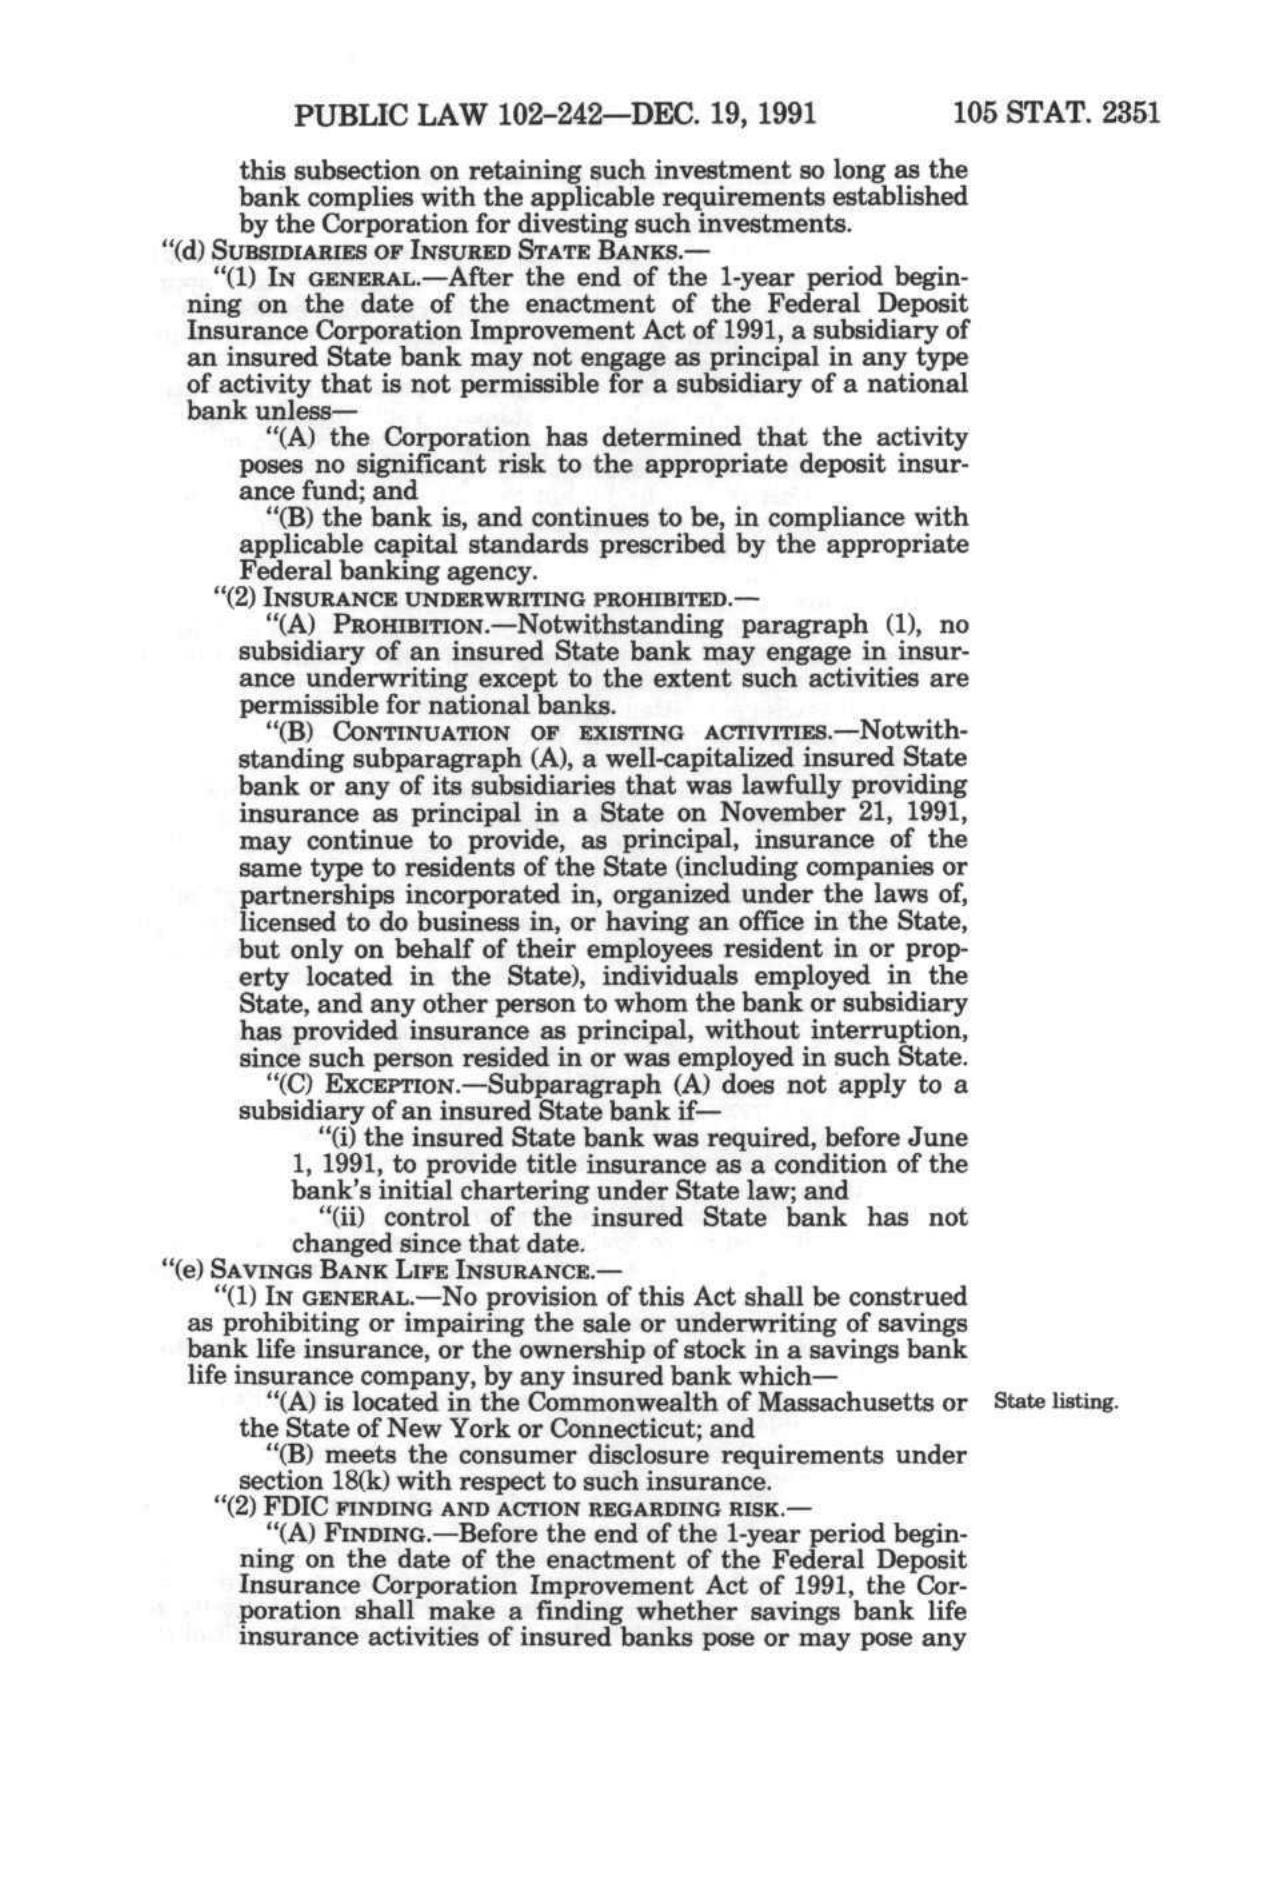 PUBLIC LAW 102–242—DEC. 19, 1991 105 STAT. 2351
this subsection on retaining such investment so long as the
bank complies with the applicable requirements established
by the Corporation for divesting such investments.
“(d) SUBSIDIARIES OF INSURED STATE BANKS.—
“(1) IN GENERAL.—After the end of the 1-year period begin-
ning on the date of the enactment of the Federal Deposit
Insurance Corporation Improvement Act of 1991, a subsidiary of
an insured State bank may not engage as principal in any type
of activity that is not permissible for a subsidiary of a national
bank unless—
“(A) the Corporation has determined that the activity
poses no significant risk to the appropriate deposit insur-
ance fund; and
“(B) the bank is, and continues to be, in compliance with
applicable capital standards prescribed by the appropriate
Federal banking agency.
“(2) INSURANCE UNDERWRITING PROHIBITED.—
“(A) PROHIBITION.—Notwithstanding paragraph (1), no
subsidiary of an insured State bank may engage in insur-
ance underwriting except to the extent such activities are
permissible for national banks.
“(B) CONTINUATION OF EXISTING ACTIVITIES.—Notwith-
standing subparagraph (A), a well-capitalized insured State
bank or any of its subsidiaries that was lawfully providing
insurance as principal in a State on November 21, 1991,
may continue to provide, as principal, insurance of the
same type to residents of the State (including companies or
partnerships incorporated in, organized under the laws of,
licensed to do business in, or having an office in the State,
but only on behalf of their employees resident in or prop-
erty located in the State), individuals employed in the
State, and any other person to whom the bank or subsidiary
has provided insurance as principal, without interruption,
since such person resided in or was employed in such State.
“(C) EXCEPTION.—Subparagraph (A) does not apply to a
subsidiary of an insured State bank if—
“(i) the insured State bank was required, before June
1, 1991, to provide title insurance as a condition of the
bank’s initial chartering under State law; and
“(ii) control of the insured State bank has not
changed since that date.
“(e) SAVINGS BANK LIFE INSURANCE.—
“(1) IN GENERAL.—No provision of this Act shall be construed
as prohibiting or impairing the sale or underwriting of savings
bank life insurance, or the ownership of stock in a savings bank
life insurance company, by any insured bank which—
“(A) is located in the Commonwealth of Massachusetts or State listing.
the State of New York or Connecticut; and
“(B) meets the consumer disclosure requirements under
section 18(k) with respect to such insurance.
“(2) FDIC FINDING AND ACTION REGARDING RISK.—
“(A) FINDING.—Before the end of the 1-year period begin-
ning on the date of the enactment of the Federal Deposit
Insurance Corporation Improvement Act of 1991, the Cor-
poration shall make a finding whether savings bank life
insurance activities of insured banks pose or may pose any